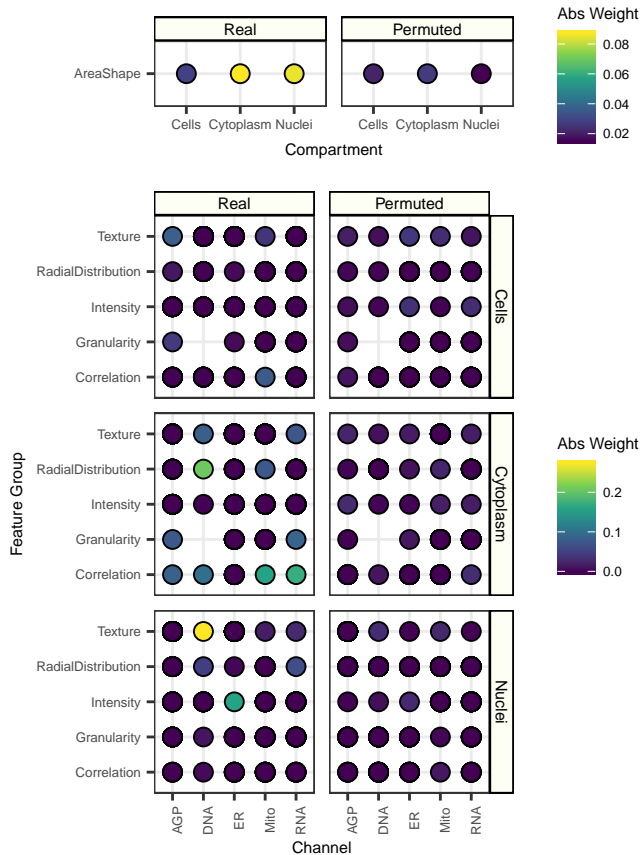 Abs Weight
Real
Permuted
0.08
0.06
0.04
0.02
AreaShape
Cells
Cytoplasm
Nuclei
Cells
Cytoplasm
Nuclei
Compartment
Real
Permuted
Texture
RadialDistribution
Intensity
Granularity
Correlation
Cells
Texture
RadialDistribution
Intensity
Granularity
Correlation
Cytoplasm
Feature Group
Abs Weight
0.2
0.1
0.0
Texture
RadialDistribution
Intensity
Granularity
Correlation
Nuclei
AGP
DNA
ER
Mito
RNA
AGP
DNA
ER
Mito
RNA
Channel